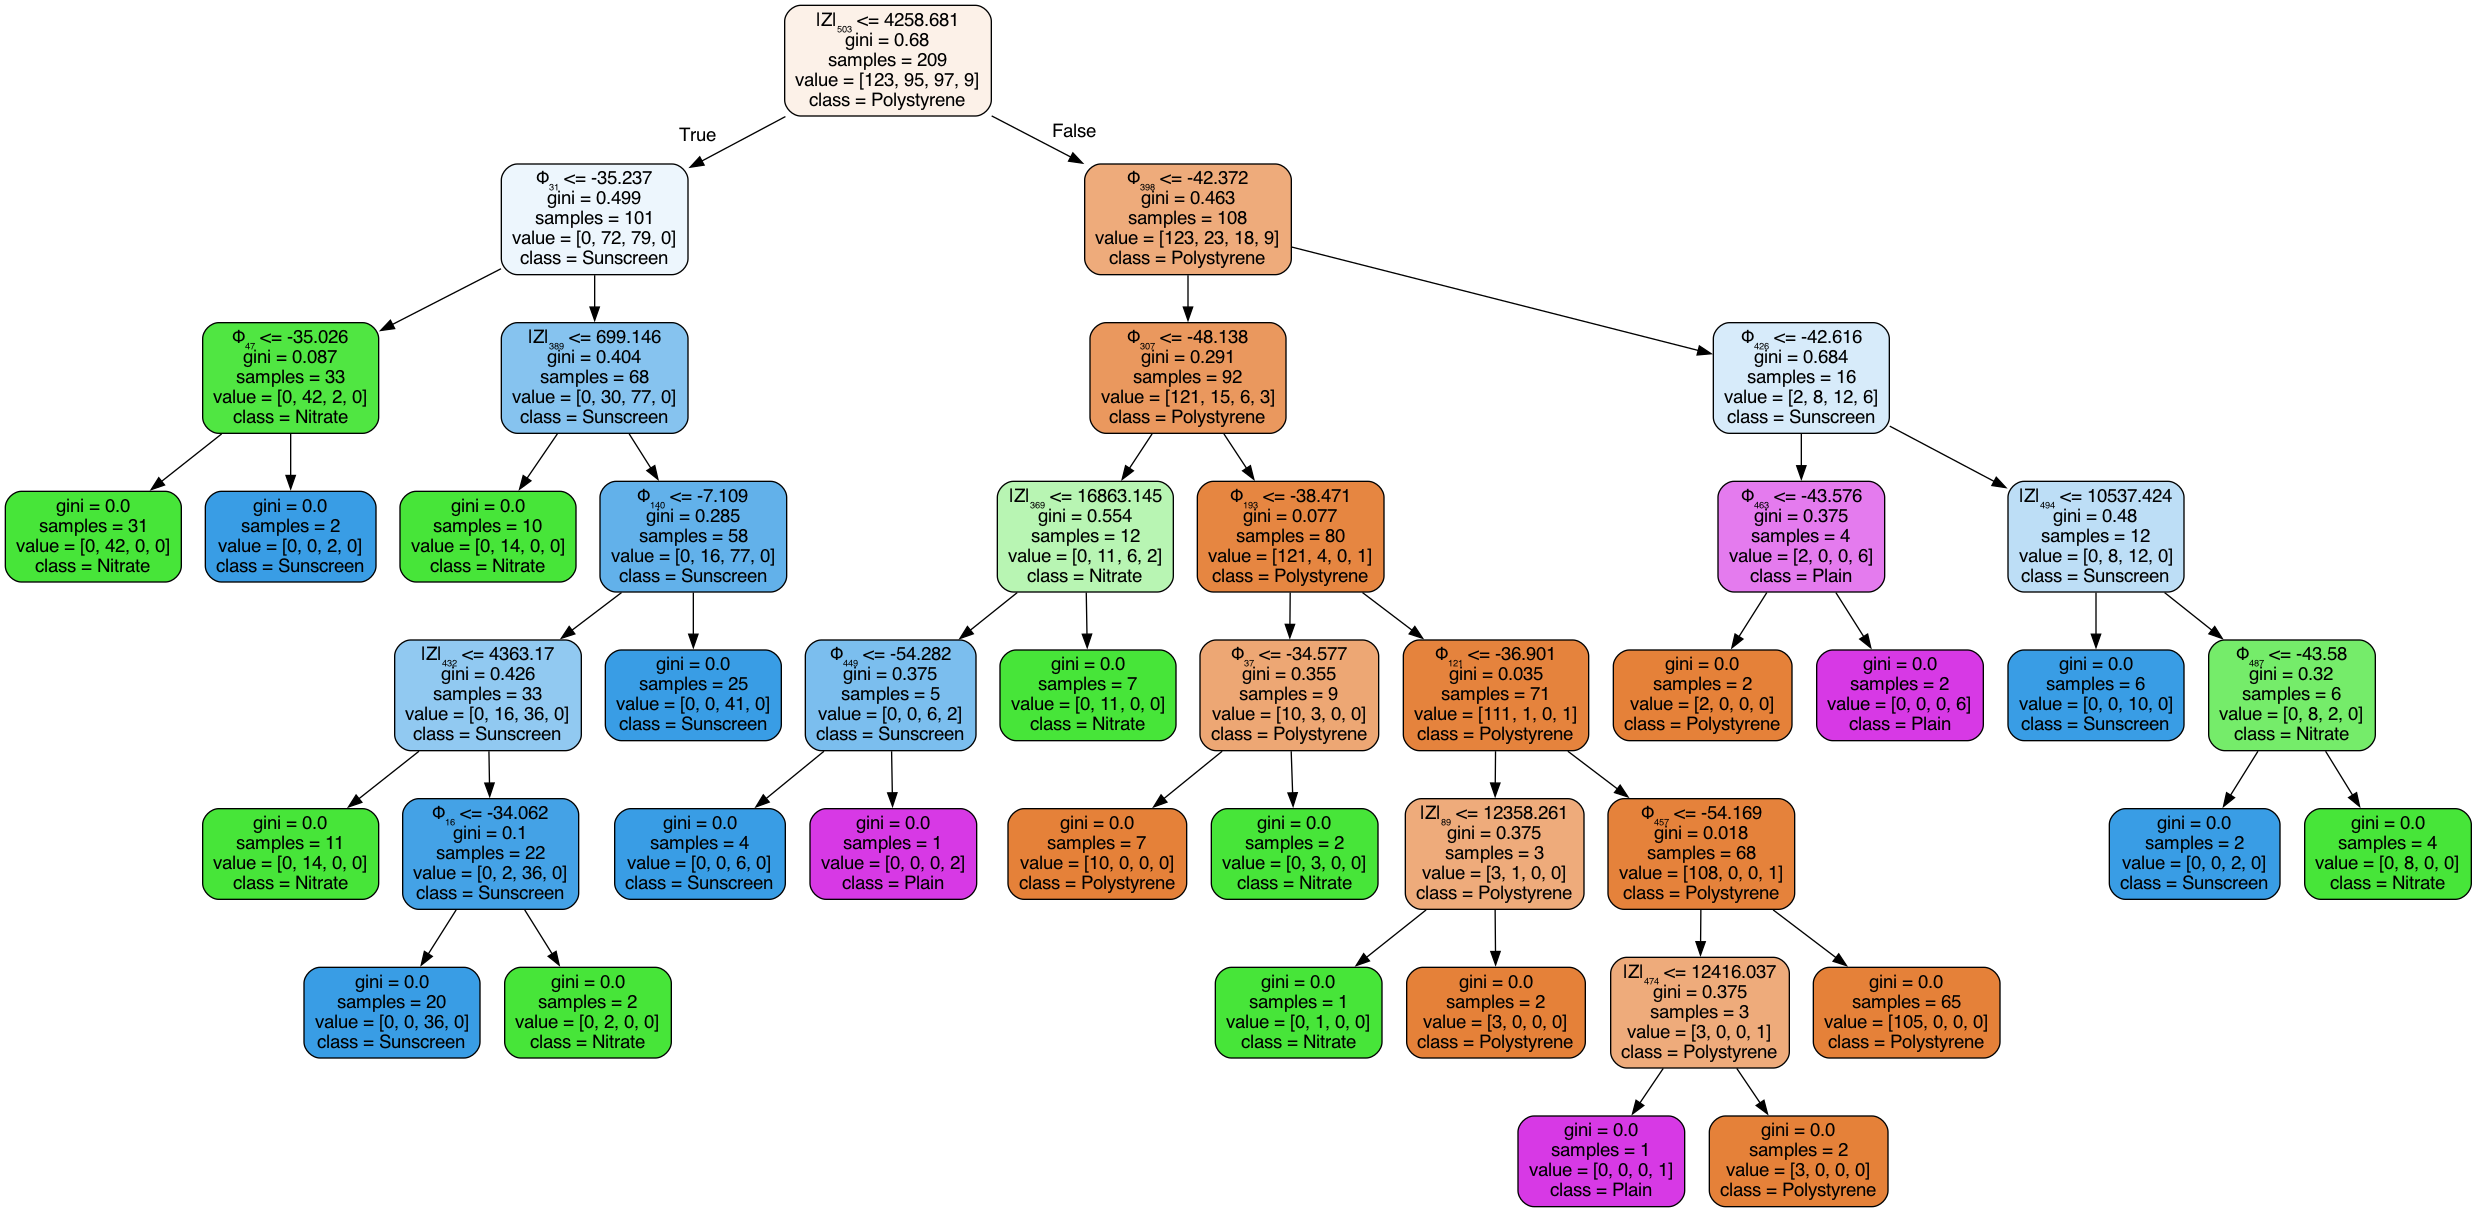 |Z|₅₀₃ <= 4258.681
gini = 0.68
samples = 209
value = [123, 95, 97, 9]
class = Polystyrene
True
False
Φ₃₁ <= -35.237
gini = 0.499
samples = 101
value = [0, 72, 79, 0]
class = Sunscreen
Φ₃₉₈ <= -42.372
gini = 0.463
samples = 108
value = [123, 23, 18, 9]
class = Polystyrene
Φ₄₇ <= -35.026
gini = 0.087
samples = 33
value = [0, 42, 2, 0]
class = Nitrate
|Z|₃₈₉ <= 699.146
gini = 0.404
samples = 68
value = [0, 30, 77, 0]
class = Sunscreen
Φ₃₀₇ <= -48.138
gini = 0.291
samples = 92
value = [121, 15, 6, 3]
class = Polystyrene
Φ₄₂₆ <= -42.616
gini = 0.684
samples = 16
value = [2, 8, 12, 6]
class = Sunscreen
gini = 0.0
samples = 31
value = [0, 42, 0, 0]
class = Nitrate
gini = 0.0
samples = 2
value = [0, 0, 2, 0]
class = Sunscreen
gini = 0.0
samples = 10
value = [0, 14, 0, 0]
class = Nitrate
Φ₁₄₀ <= -7.109
gini = 0.285
samples = 58
value = [0, 16, 77, 0]
class = Sunscreen
|Z|₃₆₉ <= 16863.145
gini = 0.554
samples = 12
value = [0, 11, 6, 2]
class = Nitrate
Φ₁₉₃ <= -38.471
gini = 0.077
samples = 80
value = [121, 4, 0, 1]
class = Polystyrene
Φ₄₆₃ <= -43.576
gini = 0.375
samples = 4
value = [2, 0, 0, 6]
class = Plain
|Z|₄₉₄ <= 10537.424
gini = 0.48
samples = 12
value = [0, 8, 12, 0]
class = Sunscreen
|Z|₄₃₂ <= 4363.17
gini = 0.426
samples = 33
value = [0, 16, 36, 0]
class = Sunscreen
gini = 0.0
samples = 25
value = [0, 0, 41, 0]
class = Sunscreen
Φ₄₄₉ <= -54.282
gini = 0.375
samples = 5
value = [0, 0, 6, 2]
class = Sunscreen
gini = 0.0
samples = 7
value = [0, 11, 0, 0]
class = Nitrate
Φ₃₇ <= -34.577
gini = 0.355
samples = 9
value = [10, 3, 0, 0]
class = Polystyrene
Φ₁₂₁ <= -36.901
gini = 0.035
samples = 71
value = [111, 1, 0, 1]
class = Polystyrene
gini = 0.0
samples = 2
value = [2, 0, 0, 0]
class = Polystyrene
gini = 0.0
samples = 2
value = [0, 0, 0, 6]
class = Plain
gini = 0.0
samples = 6
value = [0, 0, 10, 0]
class = Sunscreen
Φ₄₈₇ <= -43.58
gini = 0.32
samples = 6
value = [0, 8, 2, 0]
class = Nitrate
gini = 0.0
samples = 11
value = [0, 14, 0, 0]
class = Nitrate
Φ₁₆ <= -34.062
gini = 0.1
samples = 22
value = [0, 2, 36, 0]
class = Sunscreen
gini = 0.0
samples = 4
value = [0, 0, 6, 0]
class = Sunscreen
gini = 0.0
samples = 1
value = [0, 0, 0, 2]
class = Plain
gini = 0.0
samples = 7
value = [10, 0, 0, 0]
class = Polystyrene
gini = 0.0
samples = 2
value = [0, 3, 0, 0]
class = Nitrate
|Z|₈₉ <= 12358.261
gini = 0.375
samples = 3
value = [3, 1, 0, 0]
class = Polystyrene
Φ₄₅₇ <= -54.169
gini = 0.018
samples = 68
value = [108, 0, 0, 1]
class = Polystyrene
gini = 0.0
samples = 2
value = [0, 0, 2, 0]
class = Sunscreen
gini = 0.0
samples = 4
value = [0, 8, 0, 0]
class = Nitrate
gini = 0.0
samples = 20
value = [0, 0, 36, 0]
class = Sunscreen
gini = 0.0
samples = 2
value = [0, 2, 0, 0]
class = Nitrate
gini = 0.0
samples = 1
value = [0, 1, 0, 0]
class = Nitrate
gini = 0.0
samples = 2
value = [3, 0, 0, 0]
class = Polystyrene
|Z|₄₇₄ <= 12416.037
gini = 0.375
samples = 3
value = [3, 0, 0, 1]
class = Polystyrene
gini = 0.0
samples = 65
value = [105, 0, 0, 0]
class = Polystyrene
gini = 0.0
samples = 1
value = [0, 0, 0, 1]
class = Plain
gini = 0.0
samples = 2
value = [3, 0, 0, 0]
class = Polystyrene